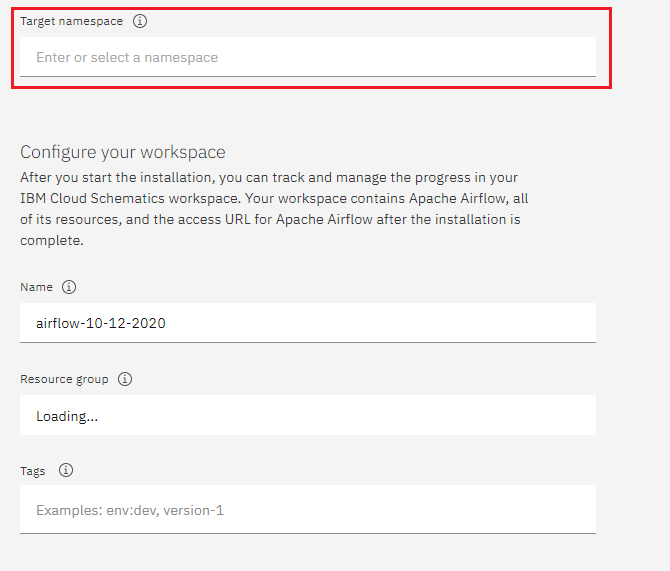 Target namespace
Enter or select a namespace
Configure your workspace
After you start the installation, you can track and manage the progress in your
IBM Cloud Schematics workspace. Your workspace contains Apache Airflow, all
of its resources, and the access URL for Apache Airflow after the installation is
complete.
Name
airflow-10-12-2020
Resource group
Loading...
Tags
Examples: env:dev, version-1